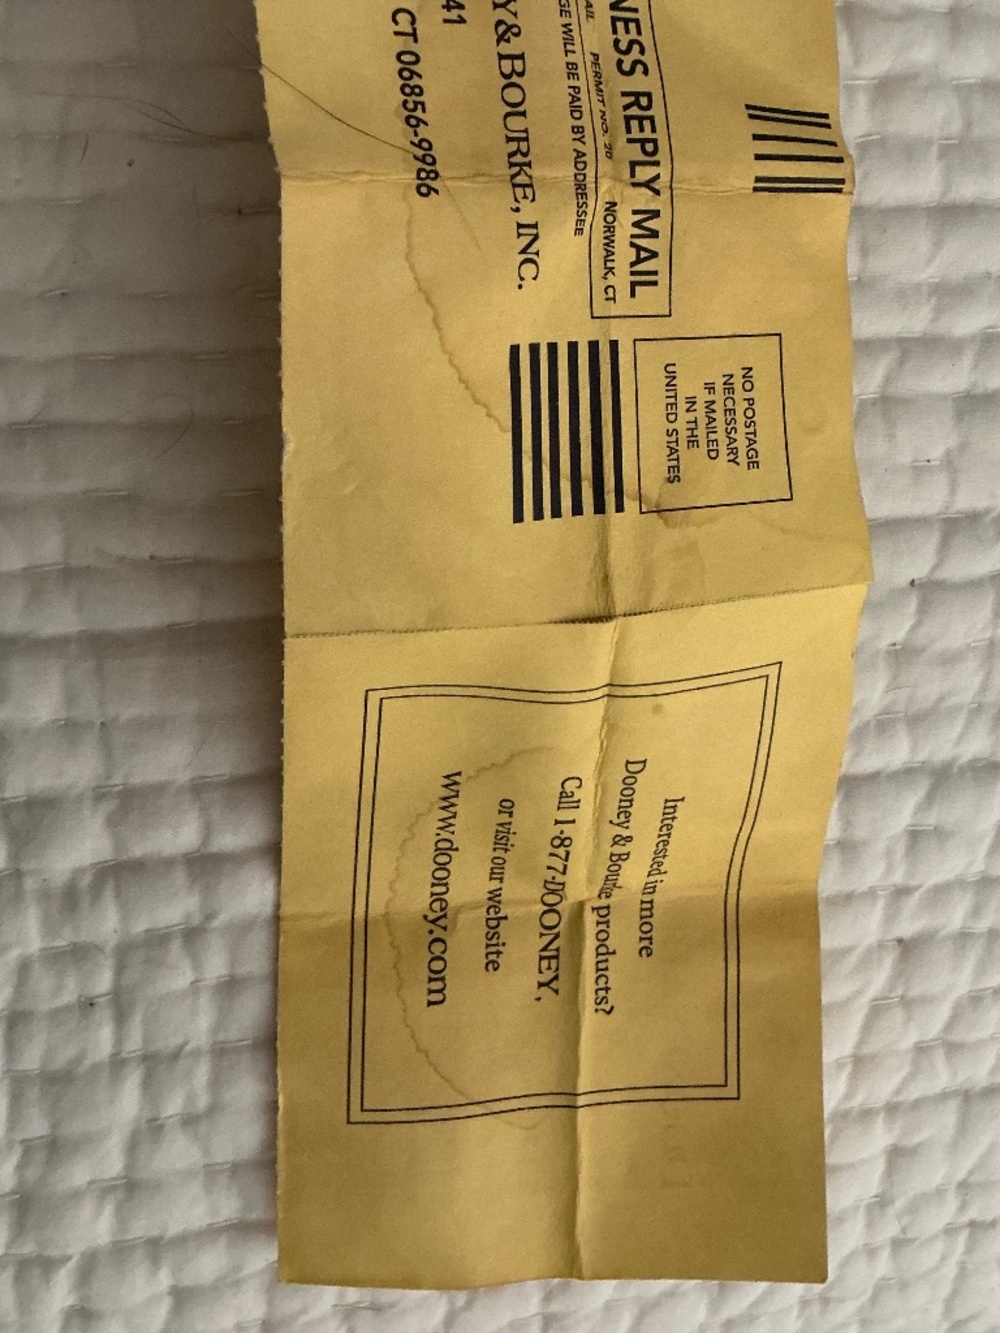 NESS REPLY MAIL
AIL PERMIT NO. 20 NORWALK, CT
GE WILL BE PAID BY ADDRESSEE
Y & BOURKE, INC.
41
CT 06856-9986
NO POSTAGE
NECESSARY
IF MAILED
IN THE
UNITED STATES
Interested in more
Dooney & Bourke products?
Call 1-877-DOONEY,
or visit our website
www.dooney.com